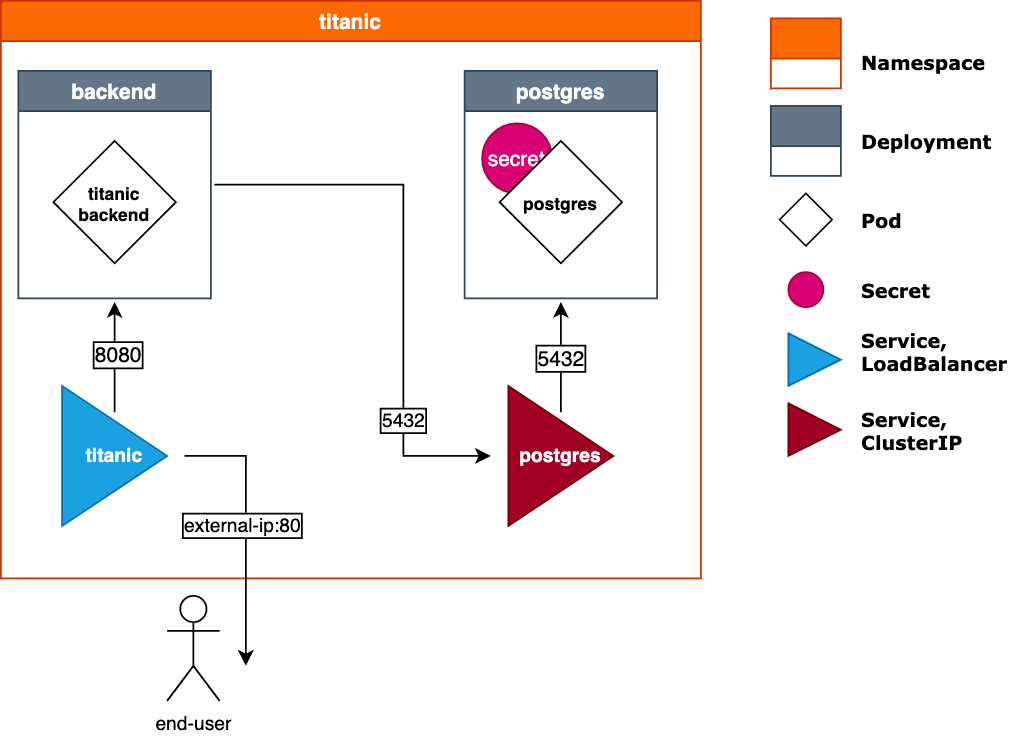 titanic
backend
postgres
titanic
backend
secret
postgres
8080
5432
5432
titanic
postgres
external-ip:80
end-user
Namespace
Deployment
Pod
Secret
Service,
LoadBalancer
Service,
ClusterIP